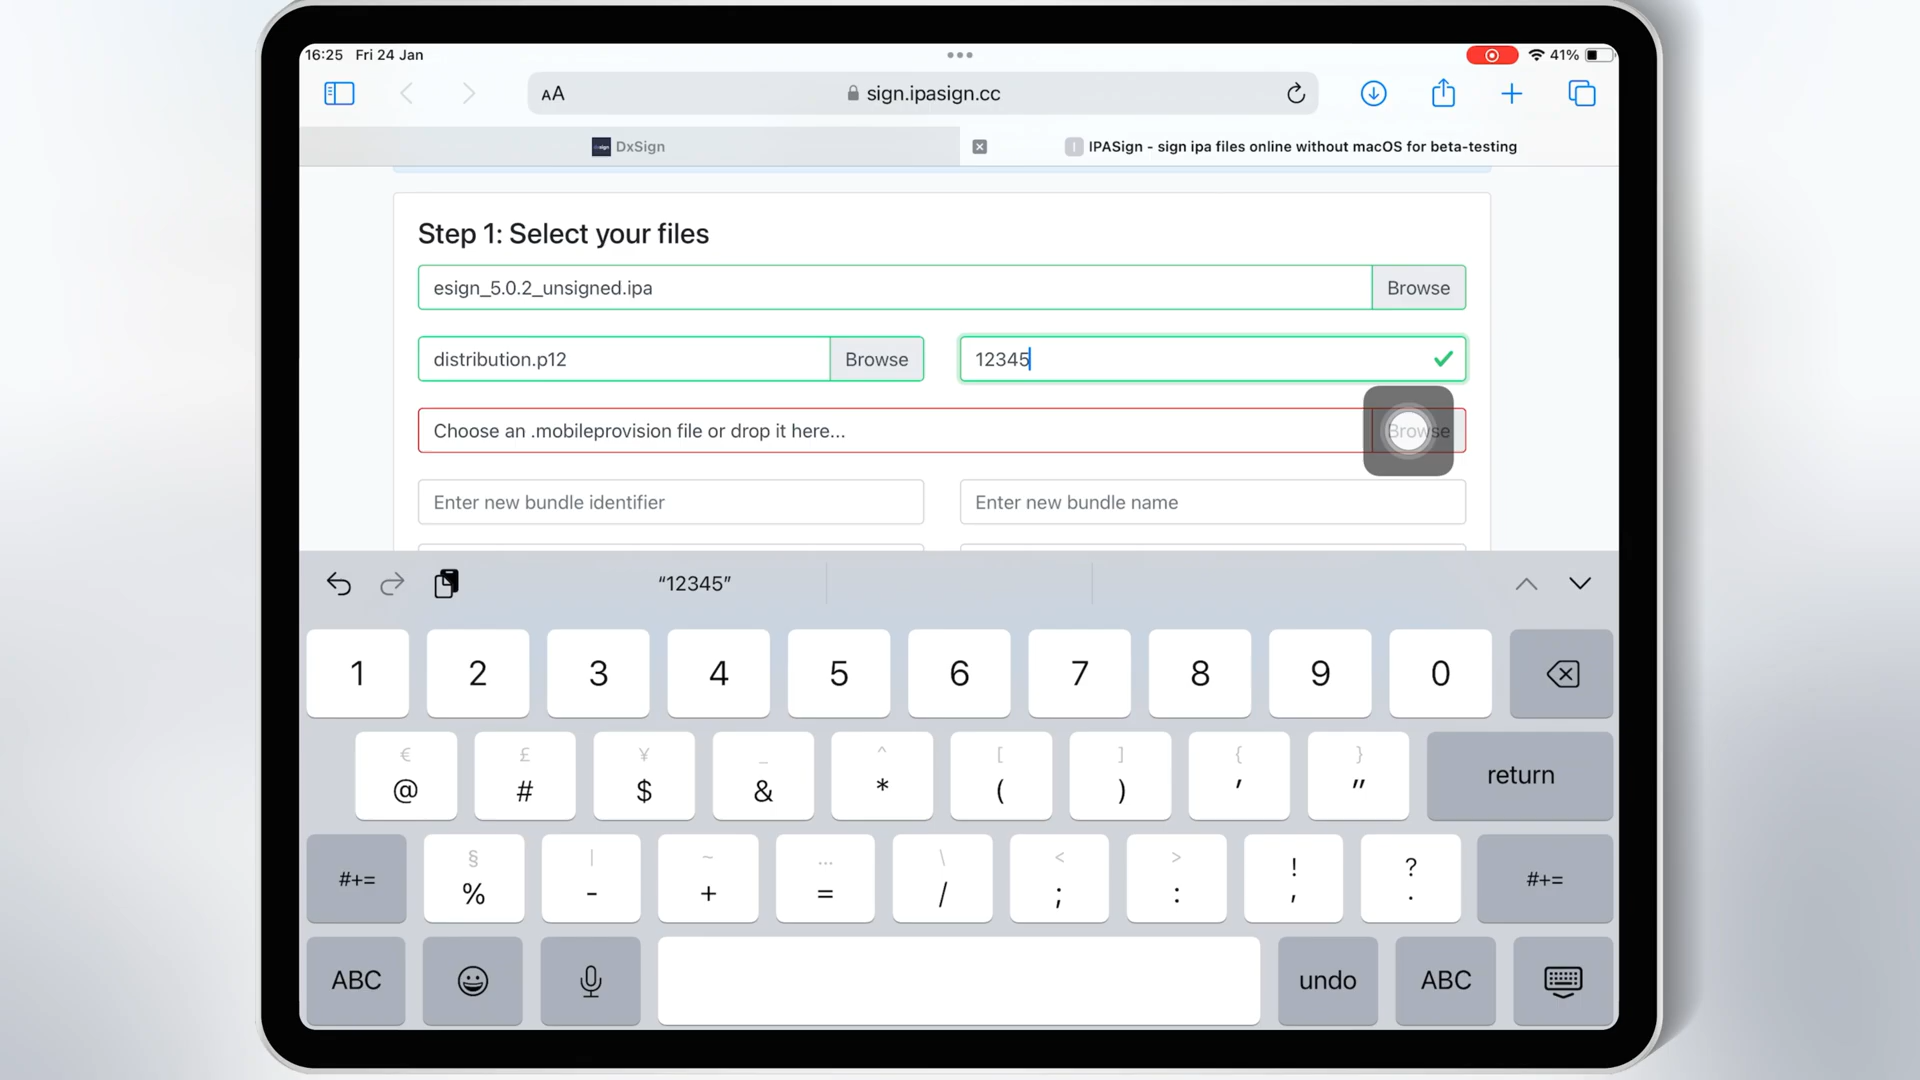 16:25 Fri 24 Jan
41%
AA
sign.ipasign.cc
DxSign
IPASign - sign ipa files online without macOS for beta-testing
Step 1: Select your files
esign_5.0.2_unsigned.ipa
Browse
distribution.p12
Browse
12345
Choose an .mobileprovision file or drop it here...
Browse
Enter new bundle identifier
Enter new bundle name
“12345”
1 2 3 4 5 6 7 8 9 0
€ £ ¥ _ ^ [ ] { }
@ # $ & * ( ) ' "
return
§ | ~ … \ < > ! ?
#+= % - + = / ; : , . #+=
ABC
undo
ABC